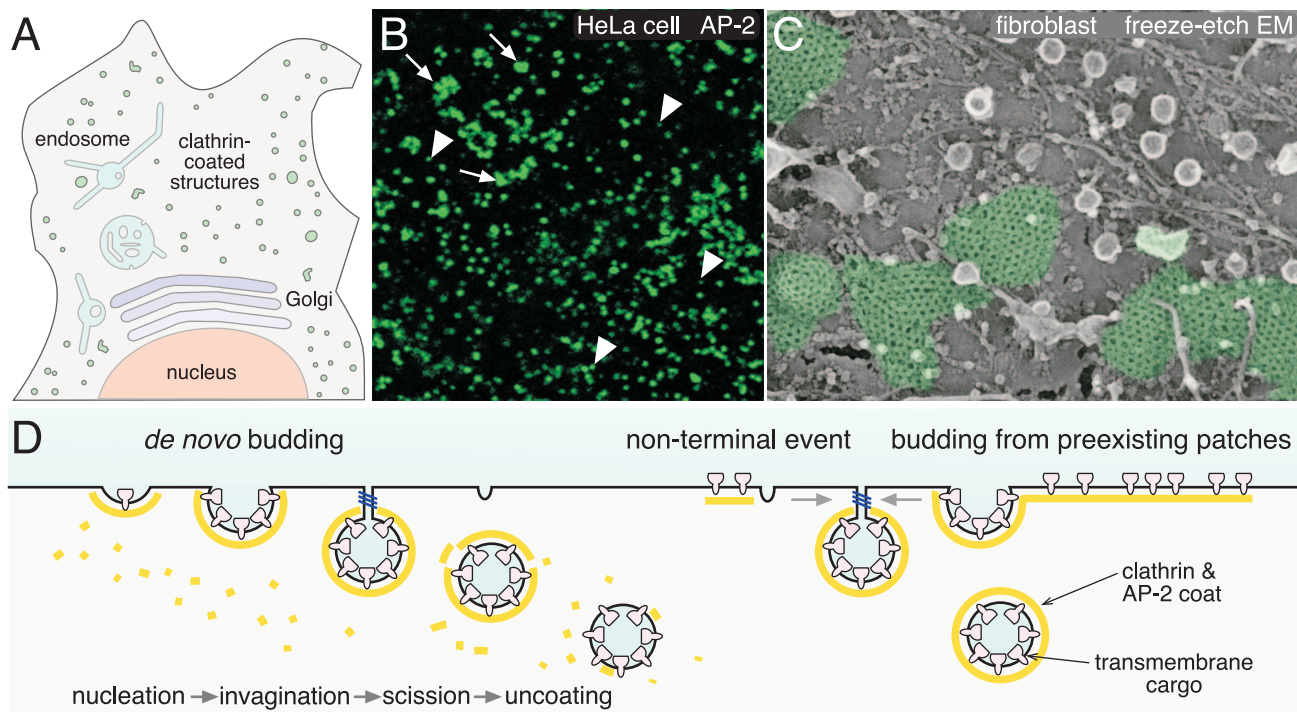 A
endosome
clathrin-
coated
structures
Golgi
nucleus
B
HeLa cell AP-2
C
fibroblast freeze-etch EM
D
de novo budding
non-terminal event
budding from preexisting patches
clathrin &
AP-2 coat
transmembrane
cargo
nucleation
invagination
scission
uncoating